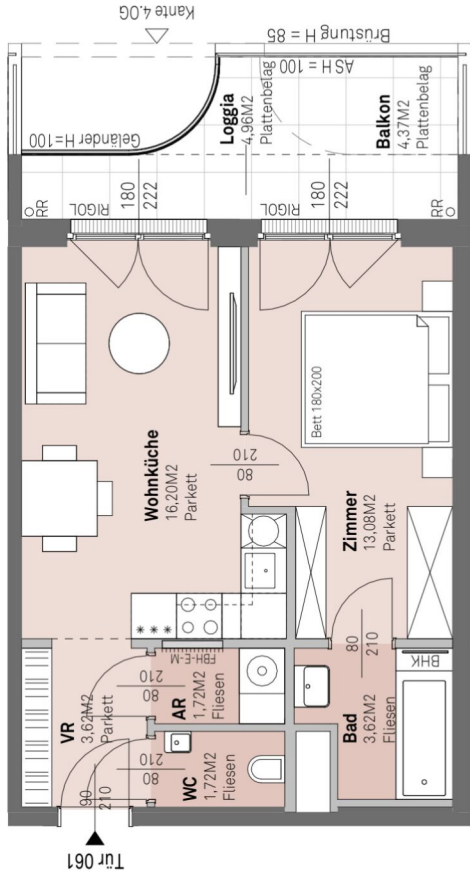 Kante 4.OG
Brüstung H = 85
ASH = 100
Geländer H=100
Loggia
4,96M2
Plattenbelag
Balkon
4,37M2
Plattenbelag
RR
RIGOL
180
222
RIGOL
180
222
RR
Wohnküche
16,20M2
Parkett
80
210
Bett 180x200
Zimmer
13,08M2
Parkett
80
210
BHK
FBH-E-M
VR
3,62M2
Parkett
80
210
AR
1,72M2
Fliesen
80
210
WC
1,72M2
Fliesen
Bad
3,62M2
Fliesen
90
210
Tür 061